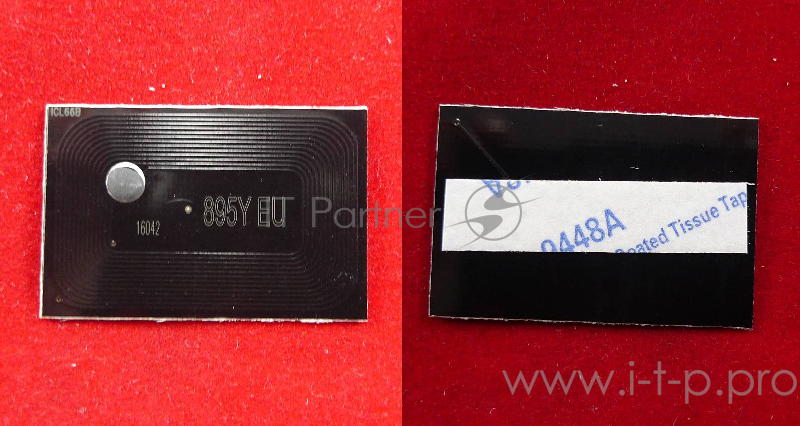 ICL66B
895Y EU
16042
IT Partner
9448A
Coated Tissue Tap
www.i-t-p.pro